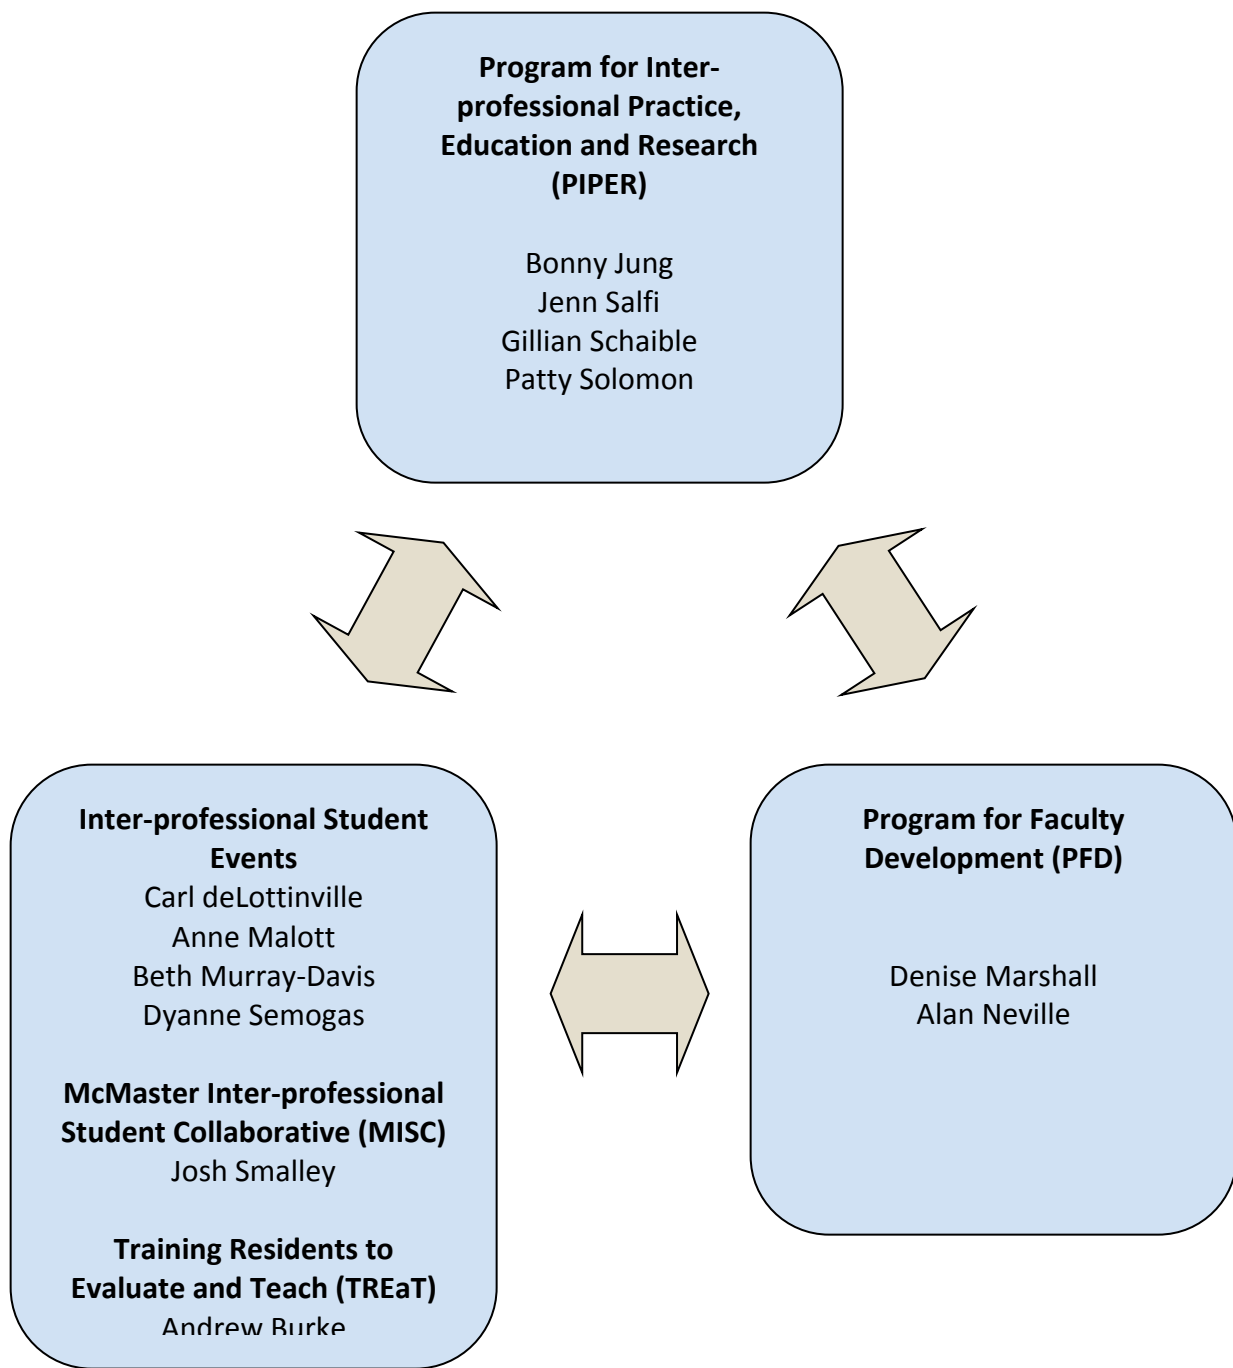 Program for Inter-
professional Practice,
Education and Research
(PIPER)
Bonny Jung
Jenn Salfi
Gillian Schaible
Patty Solomon
Inter-professional Student
Events
Carl deLottinville
Anne Malott
Beth Murray-Davis
Dyanne Semogas
McMaster Inter-professional
Student Collaborative (MISC)
Josh Smalley
Training Residents to
Evaluate and Teach (TREaT)
Andrew Burke
Program for Faculty
Development (PFD)
Denise Marshall
Alan Neville